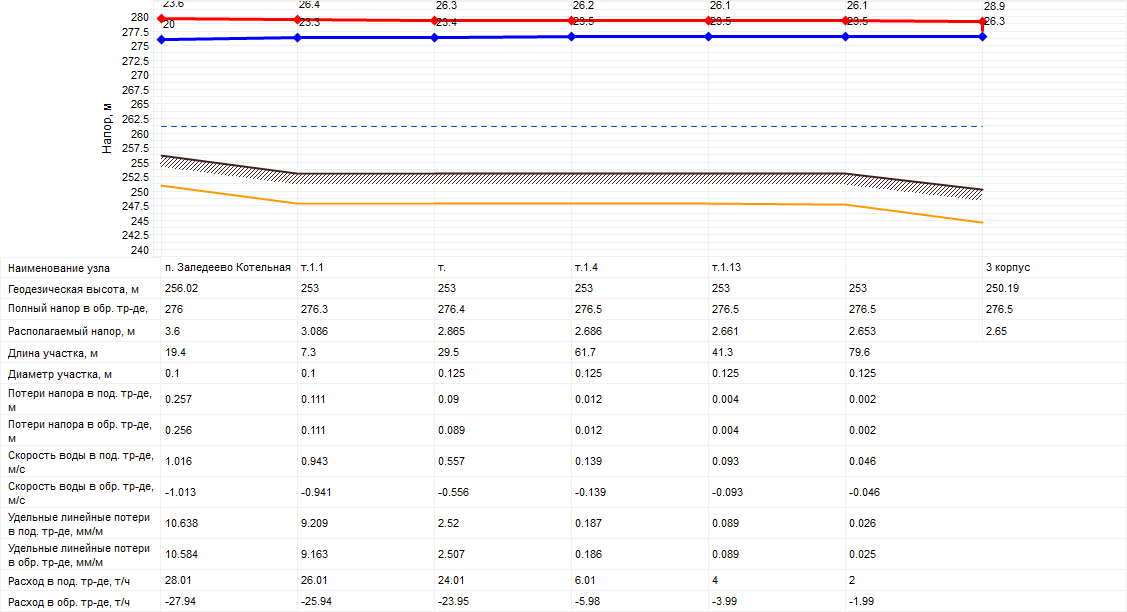 23.6 26.4 26.3 26.2 26.1 26.1 28.9
280
20 23.3 23.4 23.5 23.5 23.5 26.3
277.5
275
272.5
270
267.5
265
262.5
260
257.5
255
252.5
250
247.5
245
242.5
240
Напор, м
Наименование узла п. Заледеево Котельная т.1.1 т. т.1.4 т.1.13 3 корпус
Геодезическая высота, м 256.02 253 253 253 253 253 250.19
Полный напор в обр. тр-де, 276 276.3 276.4 276.5 276.5 276.5 276.5
Располагаемый напор, м 3.6 3.086 2.865 2.686 2.661 2.653 2.65
Длина участка, м 19.4 7.3 29.5 61.7 41.3 79.6
Диаметр участка, м 0.1 0.1 0.125 0.125 0.125 0.125
Потери напора в под. тр-де,
м 0.257 0.111 0.09 0.012 0.004 0.002
Потери напора в обр. тр-де,
м 0.256 0.111 0.089 0.012 0.004 0.002
Скорость воды в под. тр-де,
м/с 1.016 0.943 0.557 0.139 0.093 0.046
Скорость воды в обр. тр-де,
м/с -1.013 -0.941 -0.556 -0.139 -0.093 -0.046
Удельные линейные потери
в под. тр-де, мм/м 10.638 9.209 2.52 0.187 0.089 0.026
Удельные линейные потери
в обр. тр-де, мм/м 10.584 9.163 2.507 0.186 0.089 0.025
Расход в под. тр-де, т/ч 28.01 26.01 24.01 6.01 4 2
Расход в обр. тр-де, т/ч -27.94 -25.94 -23.95 -5.98 -3.99 -1.99